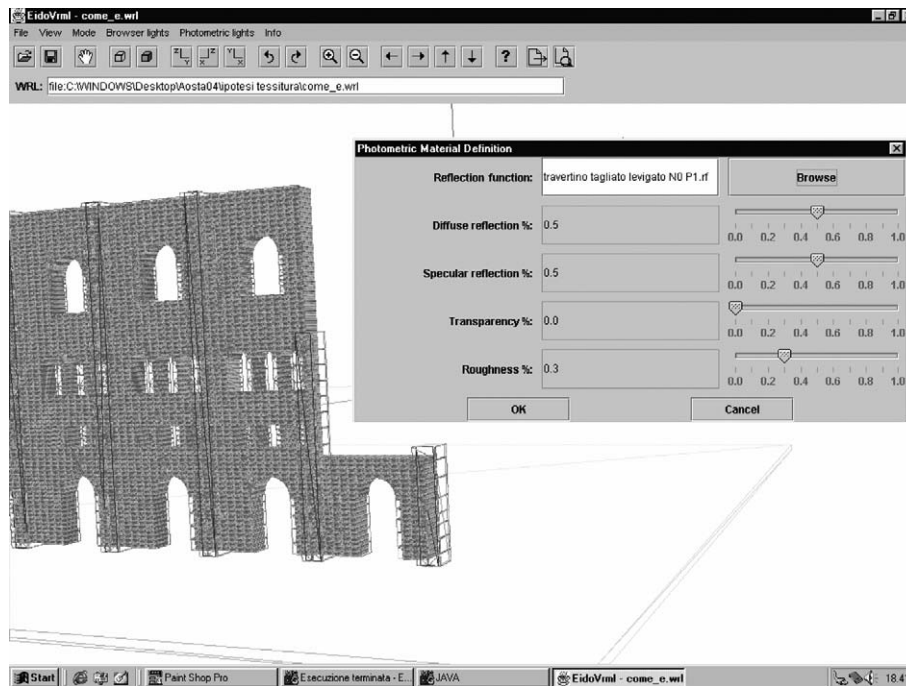 EidoVrml - come_e.wrl
File View Mode Browser lights Photometric lights Info
Z Y Z X Y X
?
WRL: file:C:\WINDOWS\Desktop\Aosta04\ipotesi tessitura\come_e.wrl
Photometric Material Definition
Reflection function: travertino tagliato levigato N0 P1.rf Browse
Diffuse reflection %: 0.5
0.0 0.2 0.4 0.6 0.8 1.0
Specular reflection %: 0.5
0.0 0.2 0.4 0.6 0.8 1.0
Transparency %: 0.0
0.0 0.2 0.4 0.6 0.8 1.0
Roughness %: 0.3
0.0 0.2 0.4 0.6 0.8 1.0
OK Cancel
Start Paint Shop Pro Esecuzione terminata - E... JAVA EidoVrml - come_e.wrl